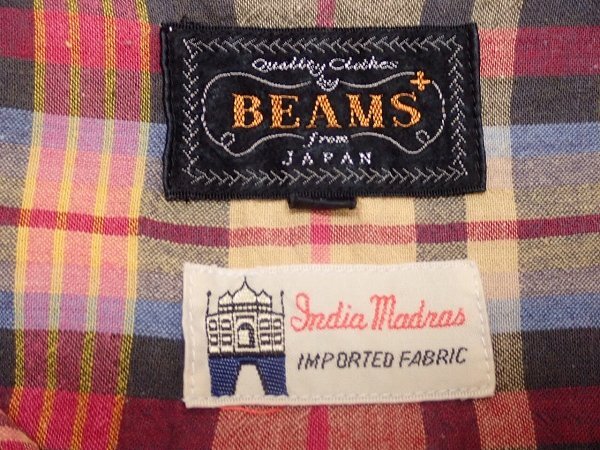 Quality Clothes
by
BEAMS+
from
JAPAN
India Madras
IMPORTED FABRIC